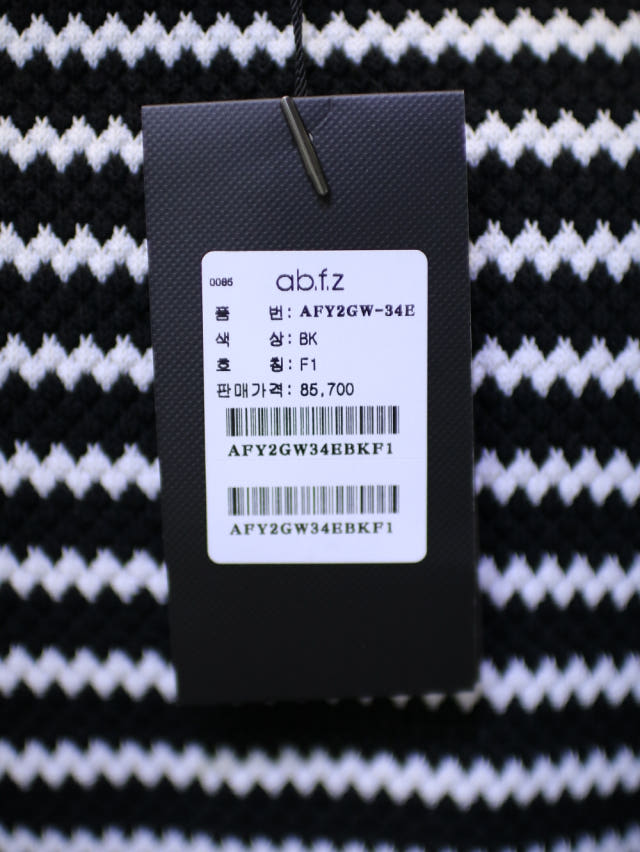 0086 ab.f.z
품 번: AFY2GW-34E
색 상: BK
호 칭: F1
판매가격: 85,700
AFY2GW34EBKF1
AFY2GW34EBKF1